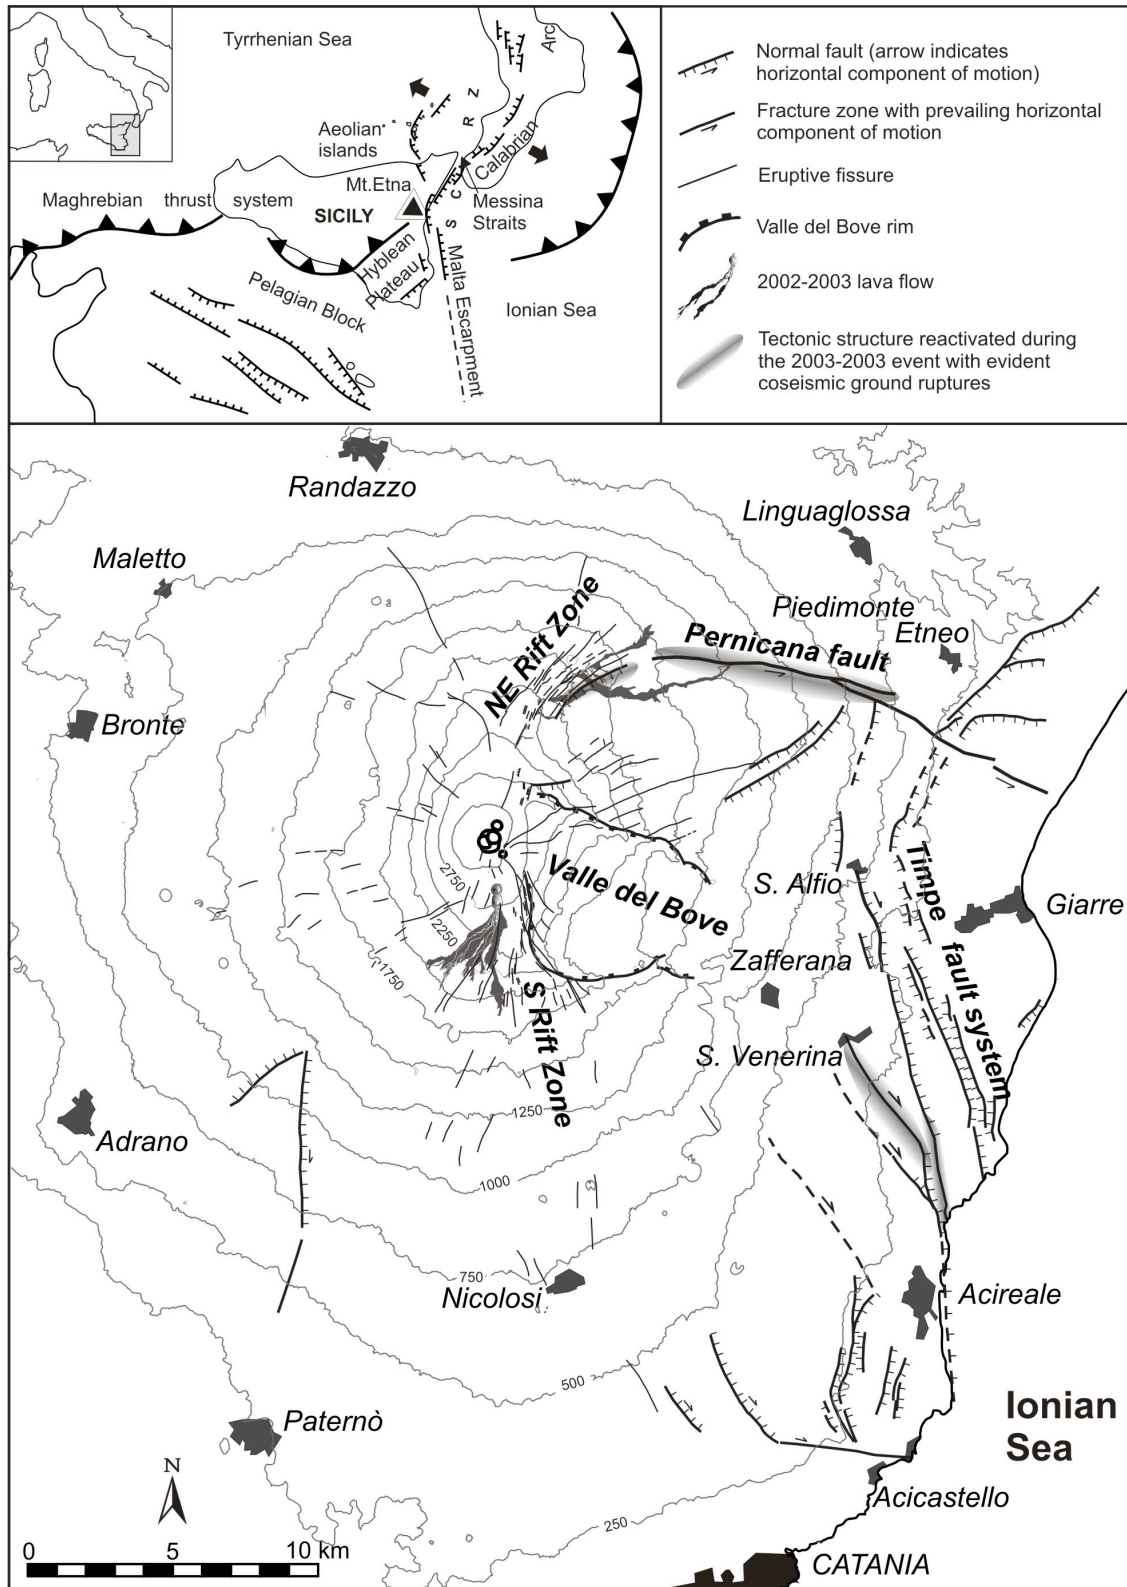 Tyrrhenian Sea
Arc
S C R Z
Aeolian
islands
Calabrian
Mt.Etna
Maghrebian thrust system
SICILY
Messina
Straits
Hyblean
Plateau
Malta Escarpment
Pelagian Block
Ionian Sea
Normal fault (arrow indicates
horizontal component of motion)
Fracture zone with prevailing horizontal
component of motion
Eruptive fissure
Valle del Bove rim
2002-2003 lava flow
Tectonic structure reactivated during
the 2003-2003 event with evident
coseismic ground ruptures
Randazzo
Linguaglossa
Maletto
NE Rift Zone
Piedimonte
Etneo
Pernicana fault
Bronte
2750
2250
1750
Valle del Bove
S. Alfio
Timpe fault system
Giarre
Zafferana
S Rift Zone
S. Venerina
1250
Adrano
1000
750
Nicolosi
Acireale
500
Paternò
Ionian
Sea
N
Acicastello
250
0 5 10 km
CATANIA